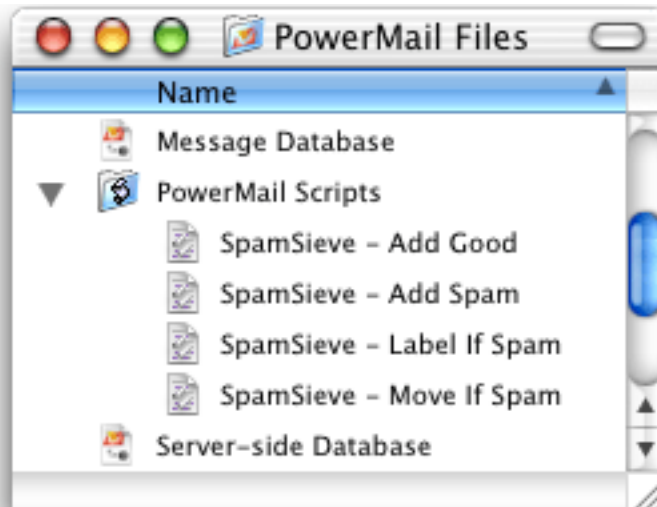 PowerMail Files
Name
Message Database
PowerMail Scripts
SpamSieve – Add Good
SpamSieve – Add Spam
SpamSieve – Label If Spam
SpamSieve – Move If Spam
Server-side Database